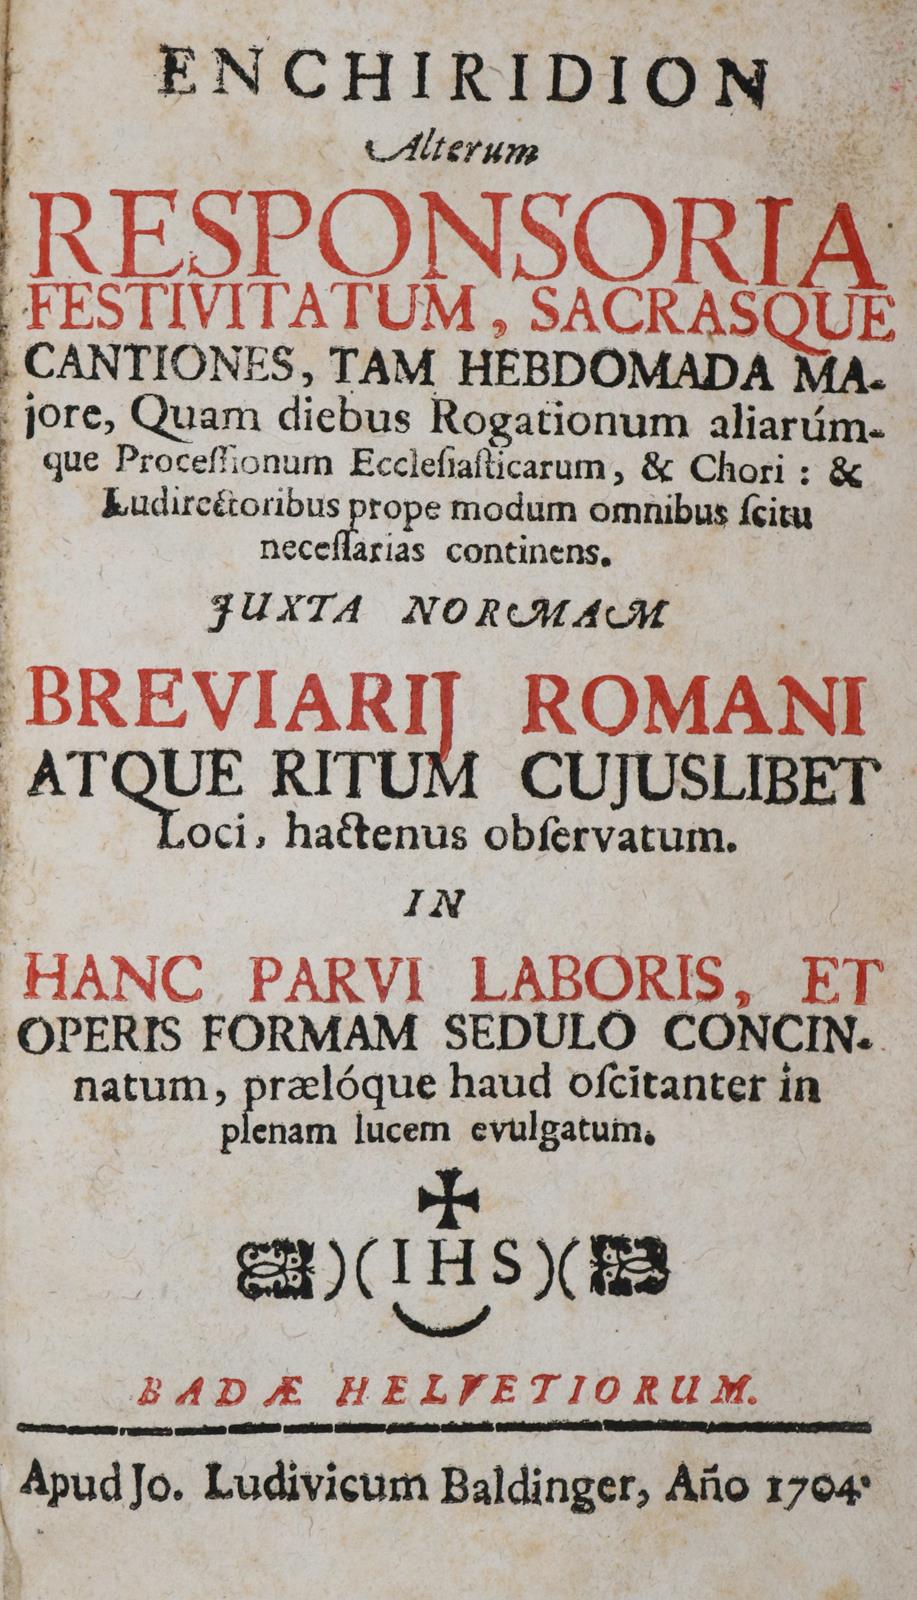 ENCHIRIDION
Alterum
RESPONSORIA
FESTIVITATUM, SACRASQUE
CANTIONES, TAM HEBDOMADA MA-
jore, Quam diebus Rogationum aliarúm-
que Proceſſionum Eccleſiaſticarum, & Chori : &
Ludirectoribus prope modum omnibus ſcitu
neceſſarias continens.
JUXTA NORMAM
BREVIARIJ ROMANI
ATQUE RITUM CUJUSLIBET
Loci, hactenus obſervatum.
IN
HANC PARVI LABORIS, ET
OPERIS FORMAM SEDULO CONCIN-
natum, prælóque haud oſcitanter in
plenam lucem evulgatum.
)(IHS)(
BADÆ HELVETIORUM.
Apud Jo. Ludivicum Baldinger, Año 1704.